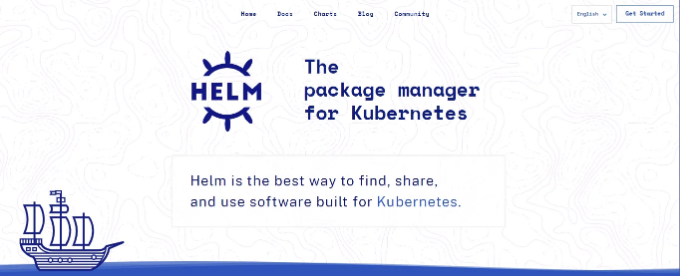 Home Docs Charts Blog Community English Get Started
HELM
The
package manager
for Kubernetes
Helm is the best way to find, share,
and use software built for Kubernetes.